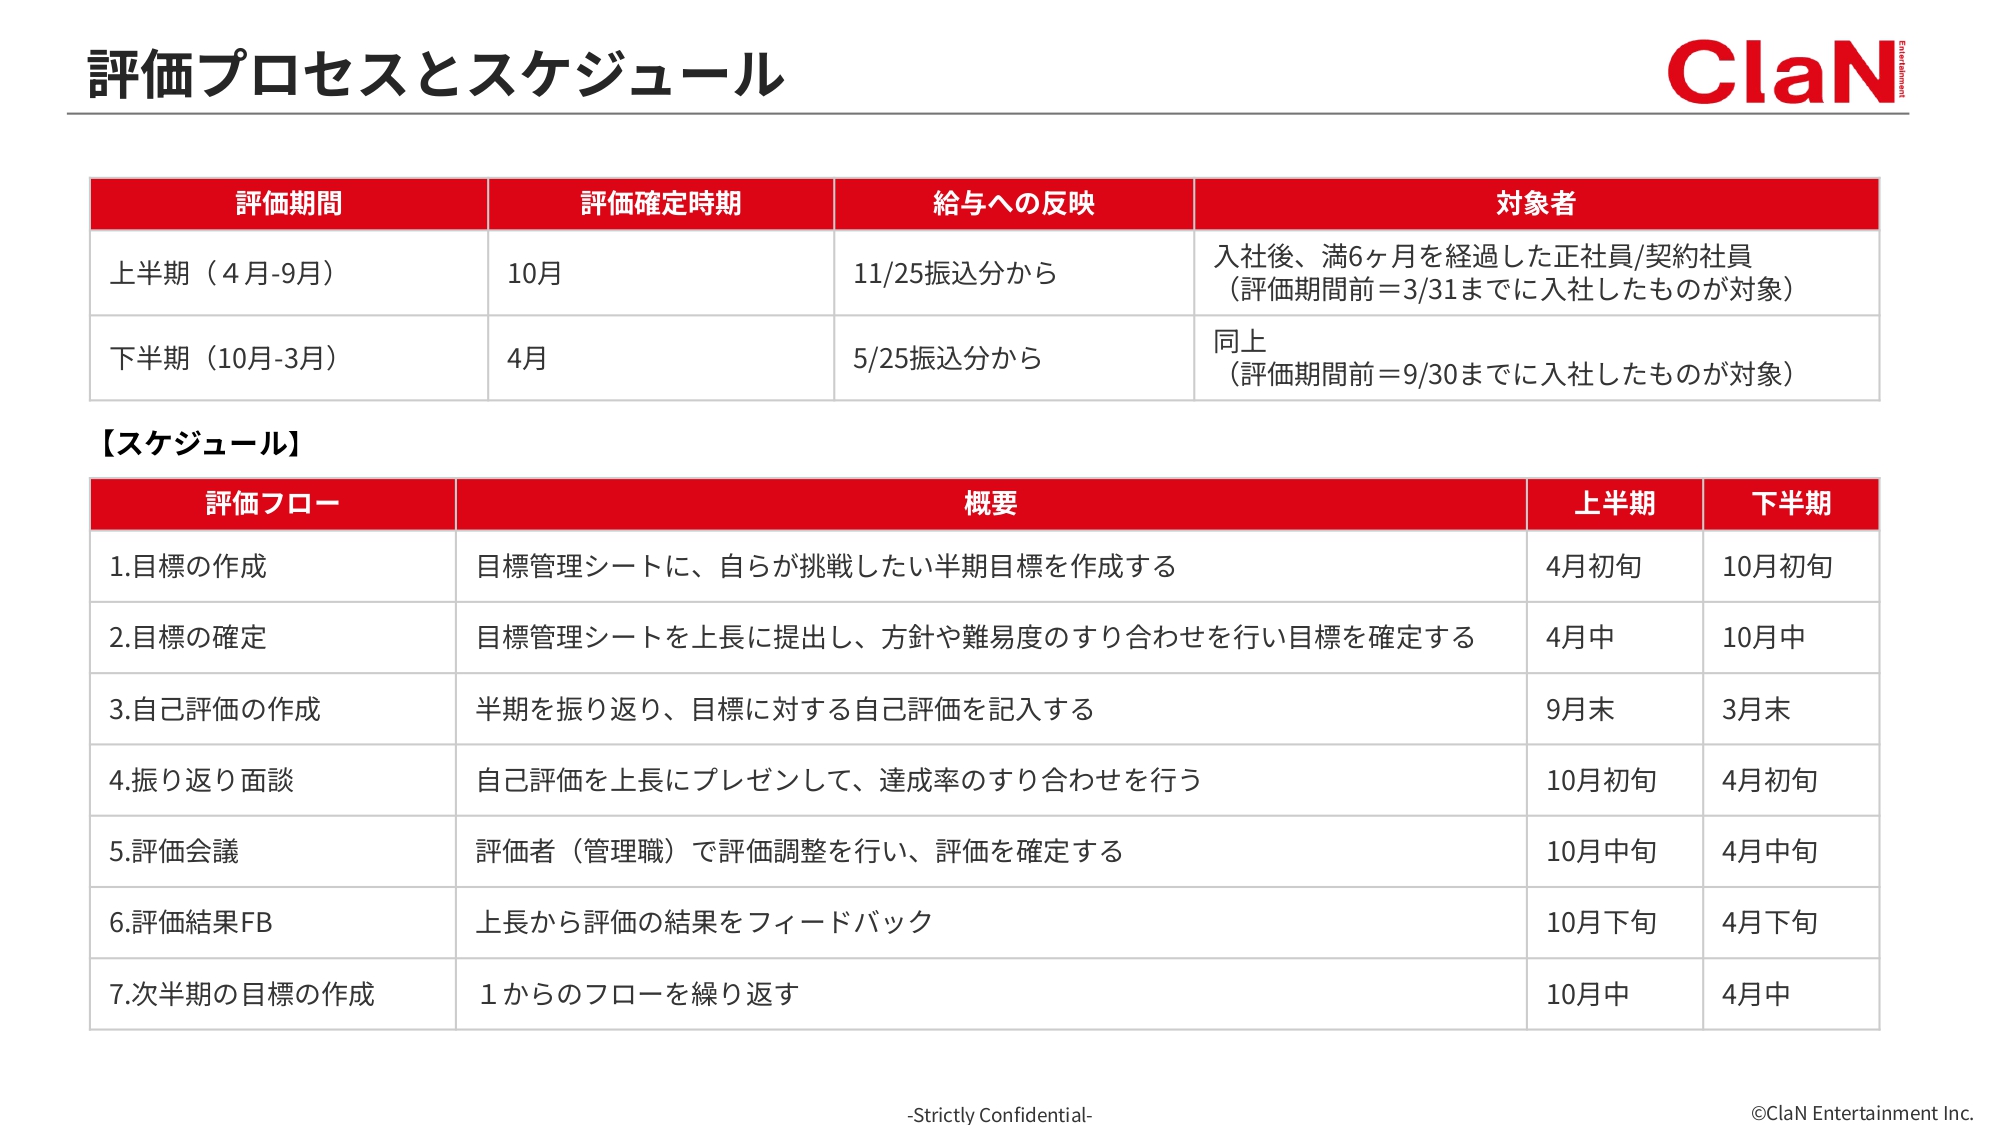 評価プロセスとスケジュール
ClaN Entertainment
評価期間 評価確定時期 給与への反映 対象者
上半期（４月-9月） 10月 11/25振込分から 入社後、満6ヶ月を経過した正社員/契約社員
（評価期間前＝3/31までに入社したものが対象）
下半期（10月-3月） 4月 5/25振込分から 同上
（評価期間前＝9/30までに入社したものが対象）
【スケジュール】
評価フロー 概要 上半期 下半期
1.目標の作成 目標管理シートに、自らが挑戦したい半期目標を作成する 4月初旬 10月初旬
2.目標の確定 目標管理シートを上長に提出し、方針や難易度のすり合わせを行い目標を確定する 4月中 10月中
3.自己評価の作成 半期を振り返り、目標に対する自己評価を記入する 9月末 3月末
4.振り返り面談 自己評価を上長にプレゼンして、達成率のすり合わせを行う 10月初旬 4月初旬
5.評価会議 評価者（管理職）で評価調整を行い、評価を確定する 10月中旬 4月中旬
6.評価結果FB 上長から評価の結果をフィードバック 10月下旬 4月下旬
7.次半期の目標の作成 １からのフローを繰り返す 10月中 4月中
-Strictly Confidential-
©ClaN Entertainment Inc.